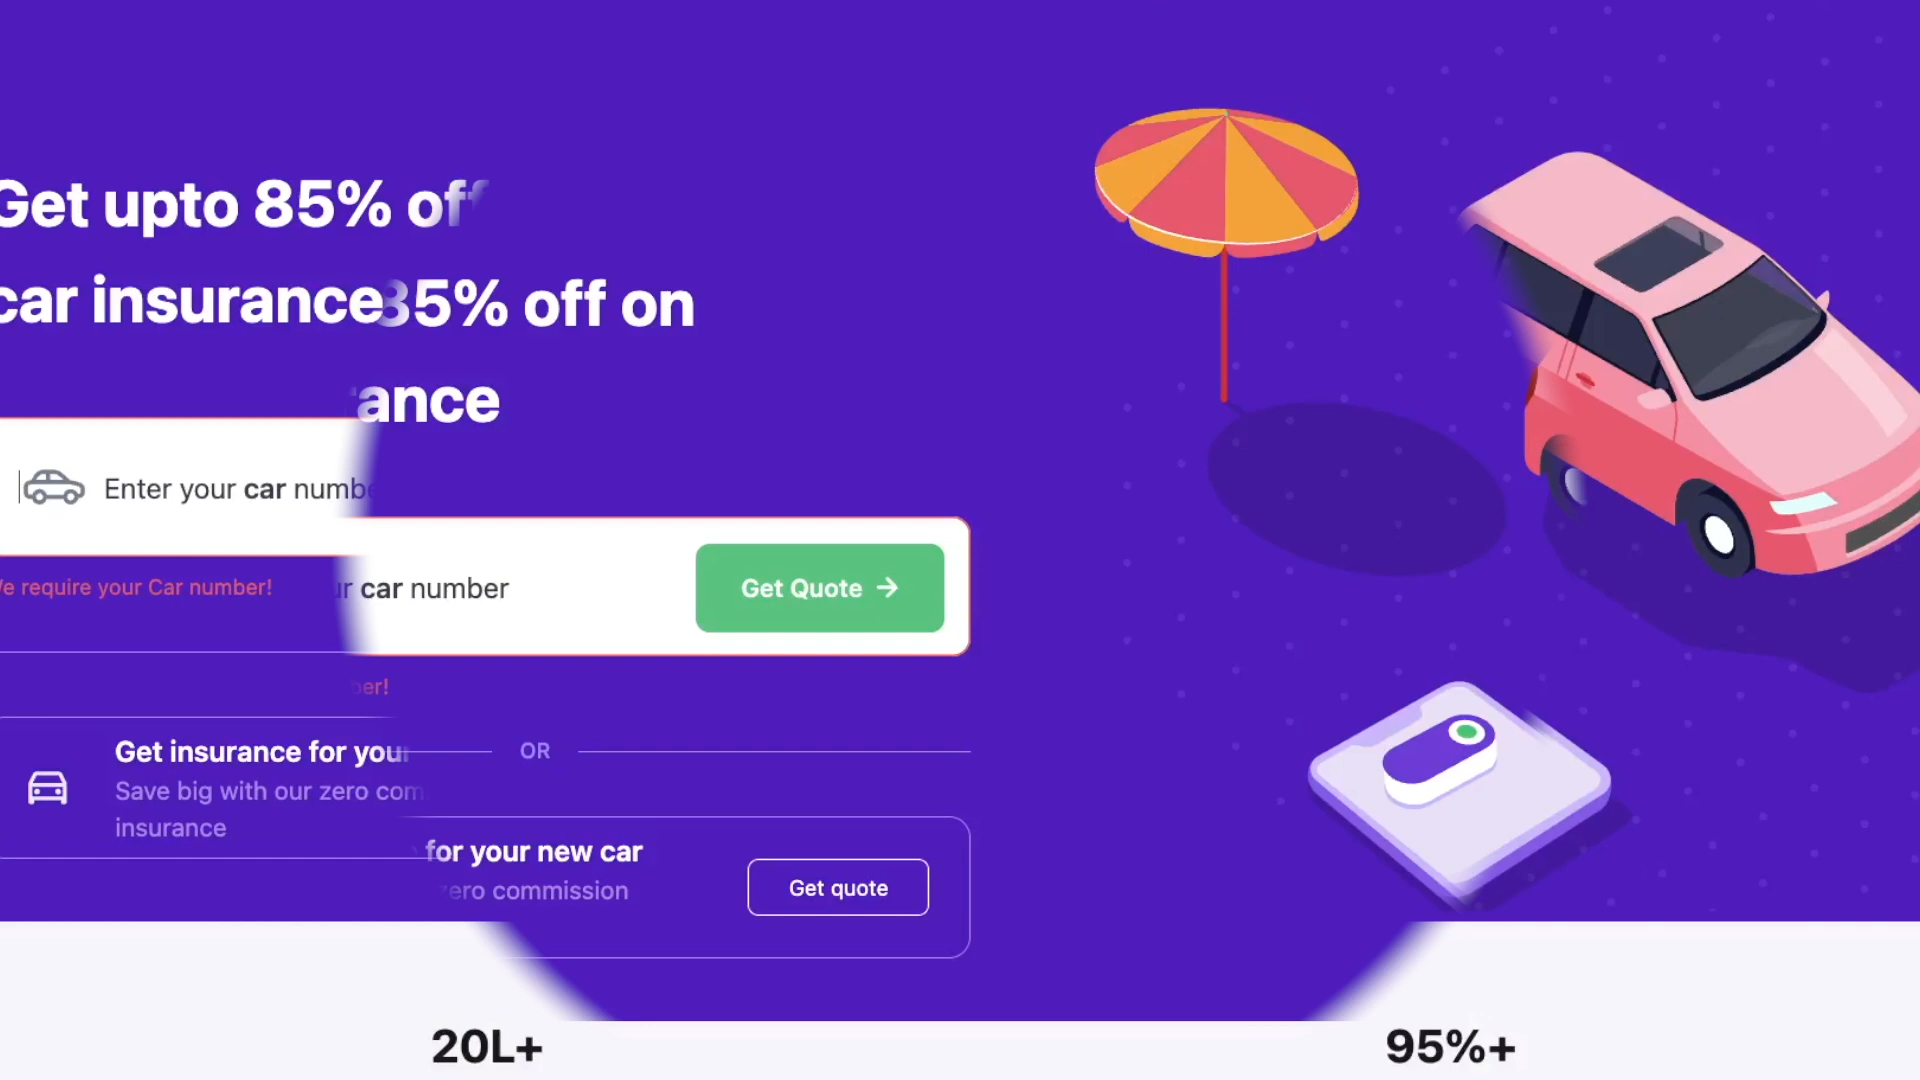 Get upto 85% off
car insurance
85% off on
ance
Enter your car numbe
car number
Get Quote →
We require your Car number!
ber!
OR
Get insurance for your
Save big with our zero com
insurance
for your new car
zero commission
Get quote
20L+
95%+